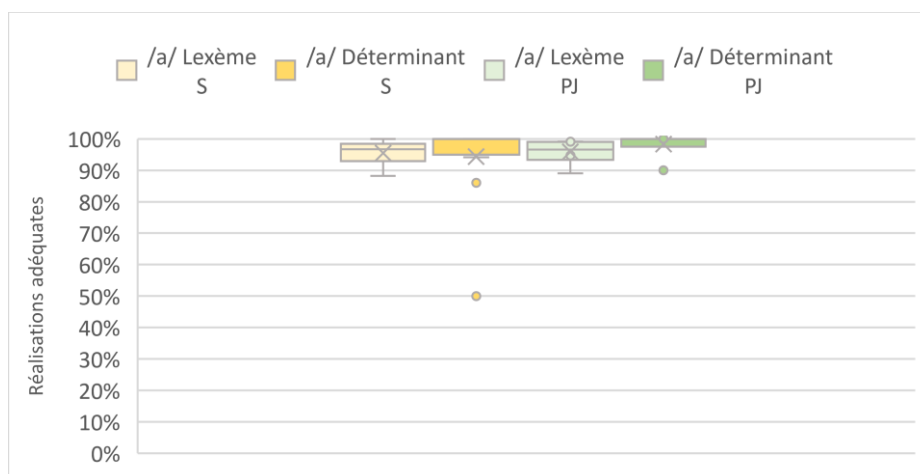 /a/ Lexème S
/a/ Déterminant S
/a/ Lexème PJ
/a/ Déterminant PJ
Réalisations adéquates
100%
90%
80%
70%
60%
50%
40%
30%
20%
10%
0%